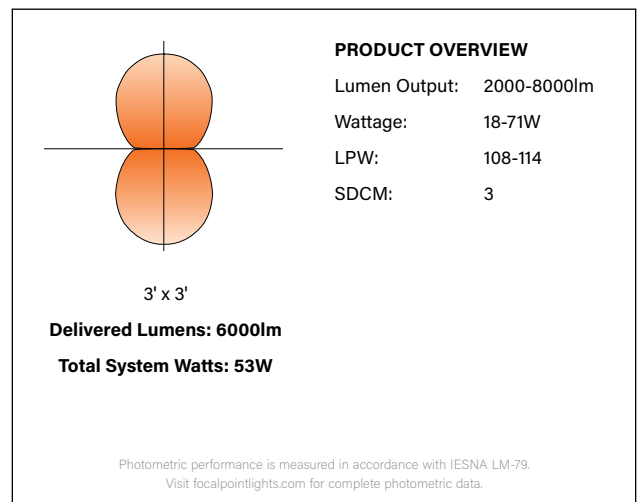 PRODUCT OVERVIEW
Lumen Output: 2000-8000lm
Wattage: 18-71W
LPW: 108-114
SDCM: 3
3' x 3'
Delivered Lumens: 6000lm
Total System Watts: 53W
Photometric performance is measured in accordance with IESNA LM-79.
Visit focalpointlights.com for complete photometric data.